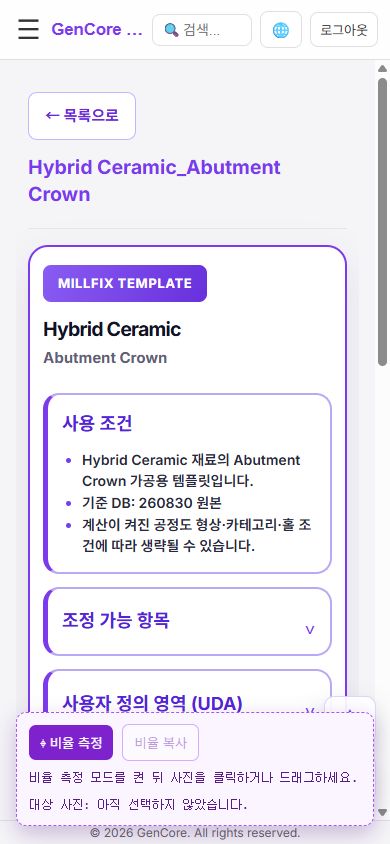 GenCore ...
검색...
로그아웃
← 목록으로
Hybrid Ceramic_Abutment
Crown
MILLFIX TEMPLATE
Hybrid Ceramic
Abutment Crown
사용 조건
Hybrid Ceramic 재료의 Abutment
Crown 가공용 템플릿입니다.
기준 DB: 260830 원본
계산이 켜진 공정도 형상·카테고리·홀 조
건에 따라 생략될 수 있습니다.
조정 가능 항목
사용자 정의 영역 (UDA)
비율 측정
비율 복사
비율 측정 모드를 켠 뒤 사진을 클릭하거나 드래그하세요.
대상 사진: 아직 선택하지 않았습니다.
© 2026 GenCore. All rights reserved.